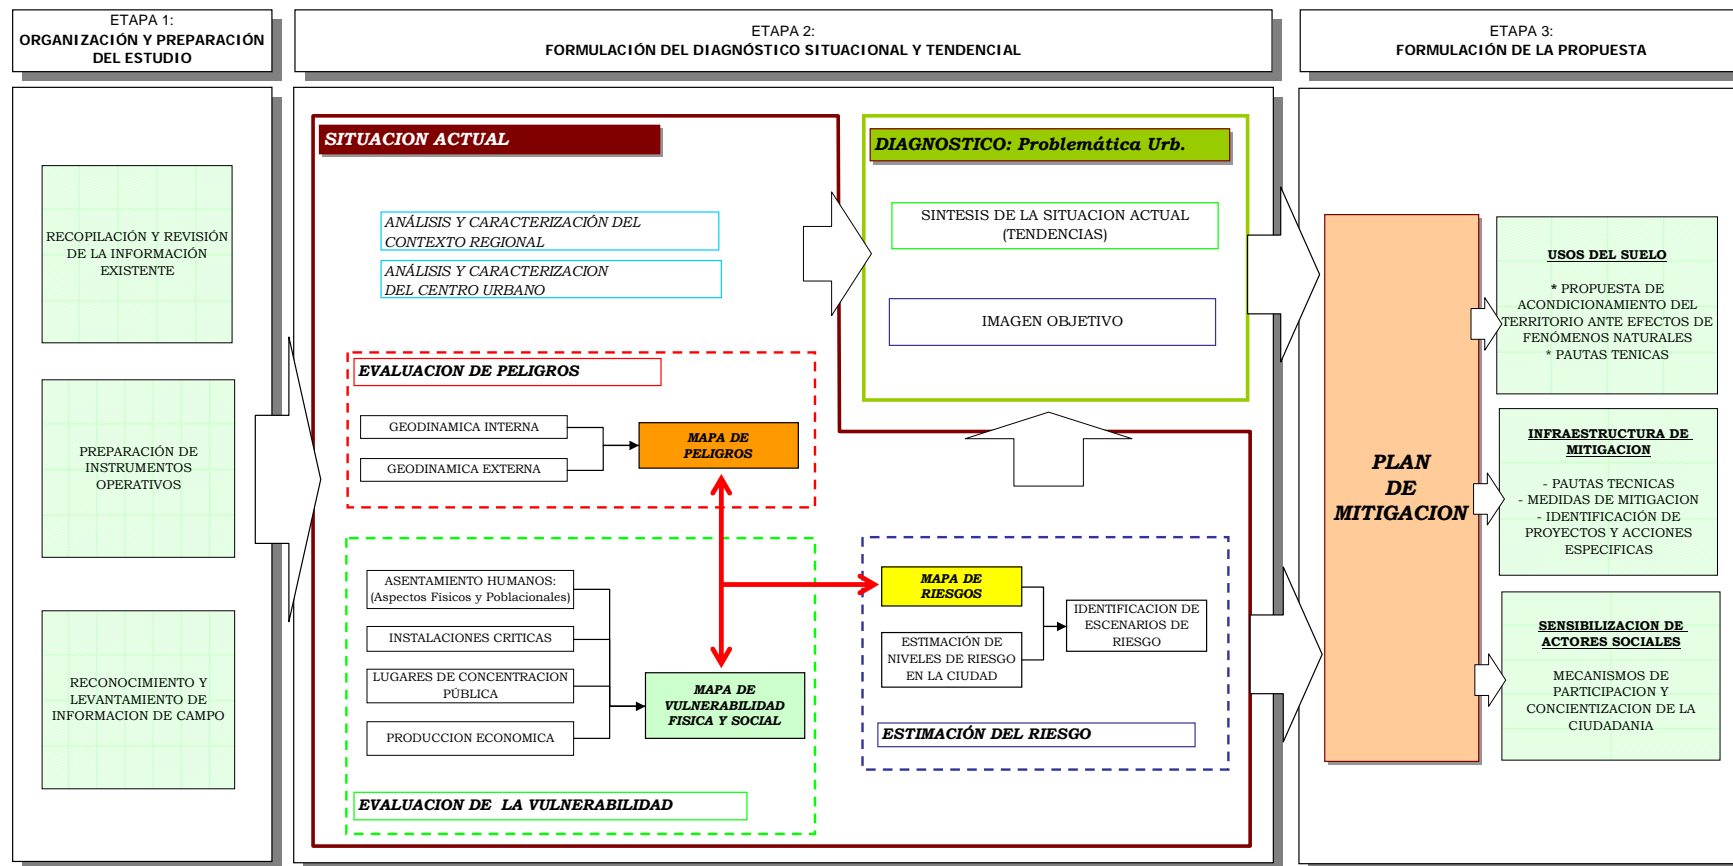 ETAPA 1:
ORGANIZACIÓN Y PREPARACIÓN
DEL ESTUDIO
ETAPA 2:
FORMULACIÓN DEL DIAGNÓSTICO SITUACIONAL Y TENDENCIAL
ETAPA 3:
FORMULACIÓN DE LA PROPUESTA
RECOPILACIÓN Y REVISIÓN
DE LA INFORMACIÓN
EXISTENTE
PREPARACIÓN DE
INSTRUMENTOS
OPERATIVOS
RECONOCIMIENTO Y
LEVANTAMIENTO DE
INFORMACION DE CAMPO
SITUACION ACTUAL
ANÁLISIS Y CARACTERIZACIÓN DEL
CONTEXTO REGIONAL
ANÁLISIS Y CARACTERIZACION
DEL CENTRO URBANO
EVALUACION DE PELIGROS
GEODINAMICA INTERNA
GEODINAMICA EXTERNA
MAPA DE
PELIGROS
ASENTAMIENTO HUMANOS:
(Aspectos Fisicos y Poblacionales)
INSTALACIONES CRITICAS
LUGARES DE CONCENTRACION
PÚBLICA
PRODUCCION ECONOMICA
MAPA DE
VULNERABILIDAD
FISICA Y SOCIAL
EVALUACION DE LA VULNERABILIDAD
DIAGNOSTICO: Problemática Urb.
SINTESIS DE LA SITUACION ACTUAL
(TENDENCIAS)
IMAGEN OBJETIVO
MAPA DE
RIESGOS
ESTIMACIÓN DE
NIVELES DE RIESGO
EN LA CIUDAD
IDENTIFICACION DE
ESCENARIOS DE
RIESGO
ESTIMACIÓN DEL RIESGO
PLAN
DE
MITIGACION
USOS DEL SUELO
* PROPUESTA DE
ACONDICIONAMIENTO DEL
TERRITORIO ANTE EFECTOS DE
FENÓMENOS NATURALES
* PAUTAS TENICAS
INFRAESTRUCTURA DE
MITIGACION
- PAUTAS TECNICAS
- MEDIDAS DE MITIGACION
- IDENTIFICACIÓN DE
PROYECTOS Y ACCIONES
ESPECIFICAS
SENSIBILIZACION DE
ACTORES SOCIALES
MECANISMOS DE
PARTICIPACION Y
CONCIENTIZACION DE LA
CIUDADANIA